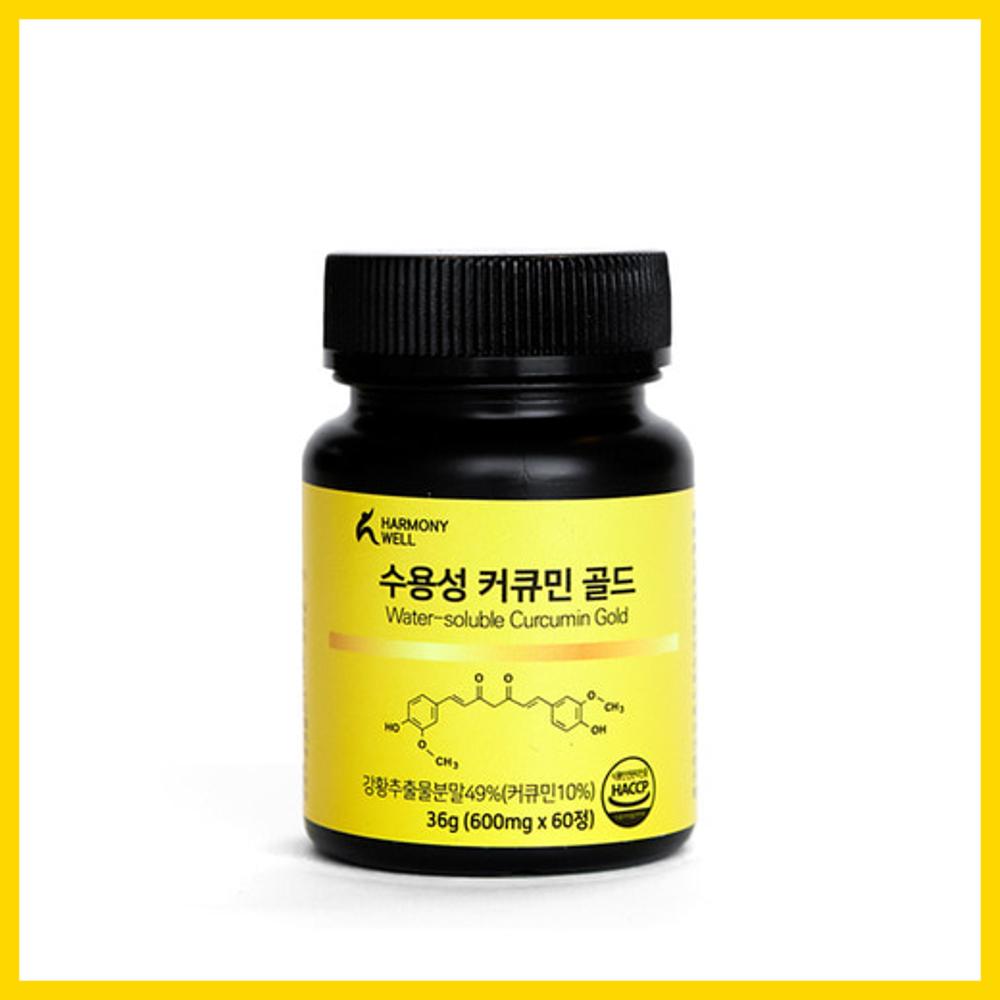 HARMONY
WELL
수용성 커큐민 골드
Water-soluble Curcumin Gold
O O
HO
O
CH3
O
CH3
OH
강황추출물분말49%(커큐민10%)
36g (600mg x 60정)
HACCP